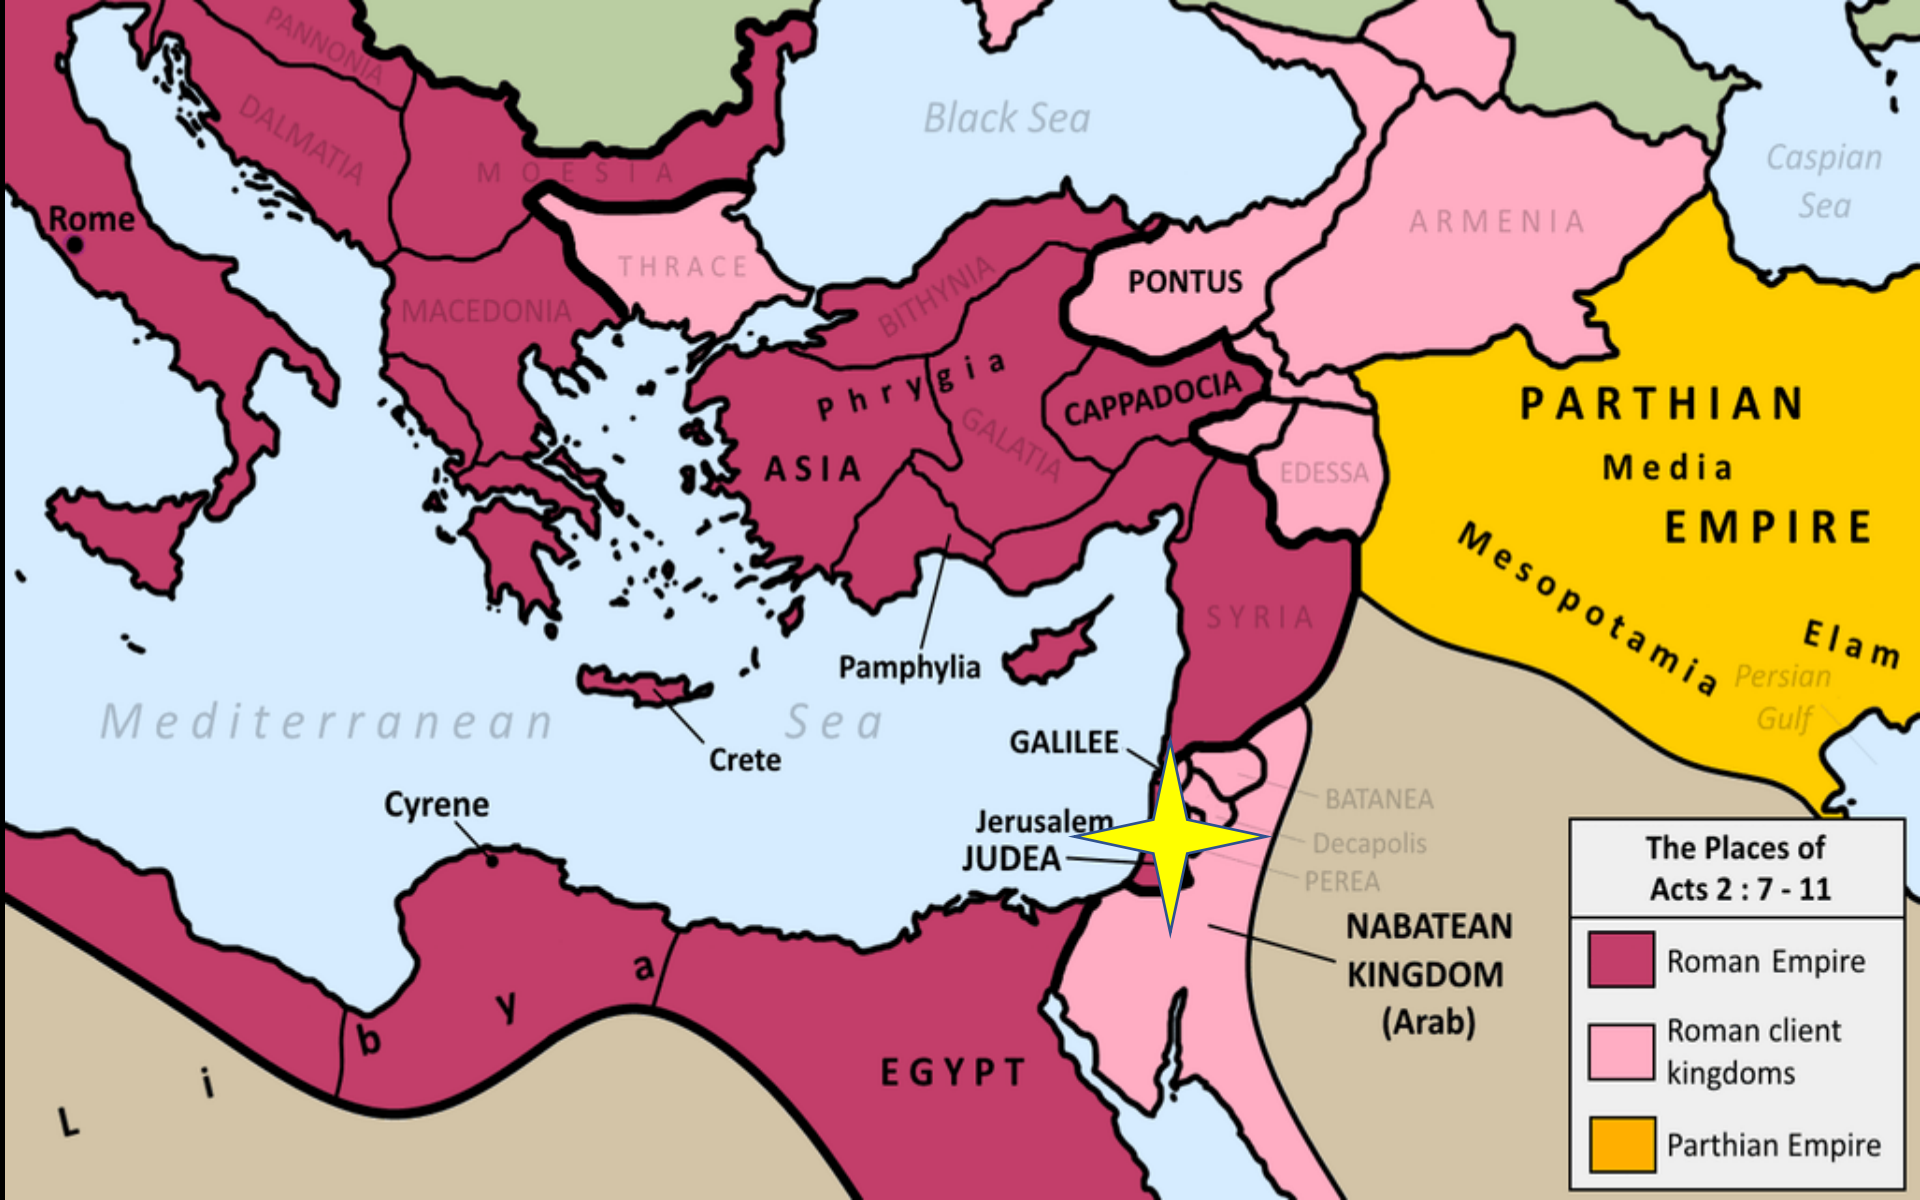 PANNONIA
DALMATIA
MOESIA
Black Sea
Caspian
Sea
Rome
THRACE
ARMENIA
MACEDONIA
BITHYNIA
PONTUS
Phrygia
CAPPADOCIA
GALATIA
ASIA
EDESSA
PARTHIAN
Media
EMPIRE
Mesopotamia
Elam
Persian
Gulf
SYRIA
Pamphylia
Mediterranean Sea
Crete
GALILEE
Cyrene
Jerusalem
JUDEA
BATANEA
Decapolis
PEREA
NABATEAN
KINGDOM
(Arab)
Libya
EGYPT
The Places of
Acts 2 : 7 - 11
Roman Empire
Roman client
kingdoms
Parthian Empire